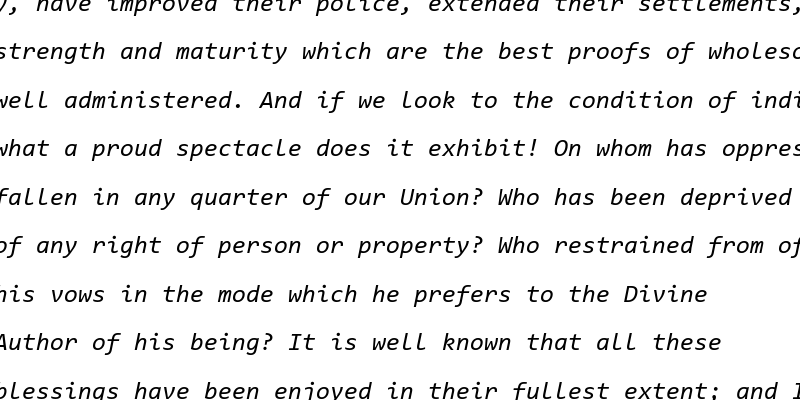 have improved their police, extended their settlements,
strength and maturity which are the best proofs of
well administered. And if we look to the condition of
what a proud spectacle does it exhibit! On whom has
fallen in any quarter of our Union? Who has been deprived
of any right of person or property? Who restrained from
his vows in the mode which he prefers to the Divine
Author of his being? It is well known that all these
blessings have been enjoyed in their fullest extent; and I